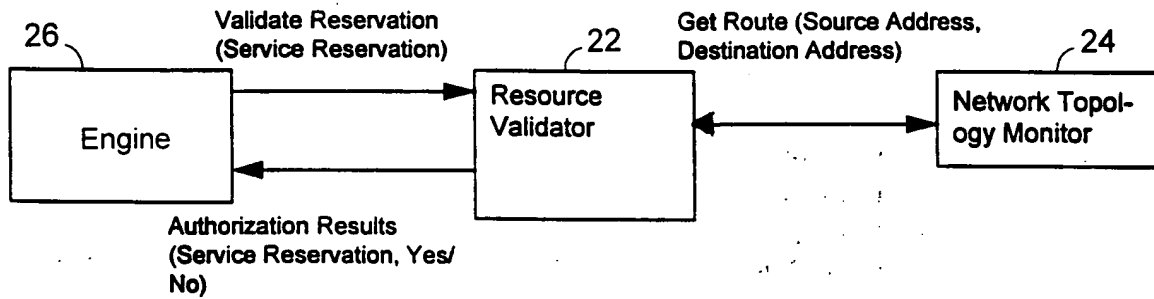 Validate Reservation
(Service Reservation)
Get Route (Source Address,
Destination Address)
26
22
24
Engine
Resource
Validator
Network Topol-
ogy Monitor
Authorization Results
(Service Reservation, Yes/
No)